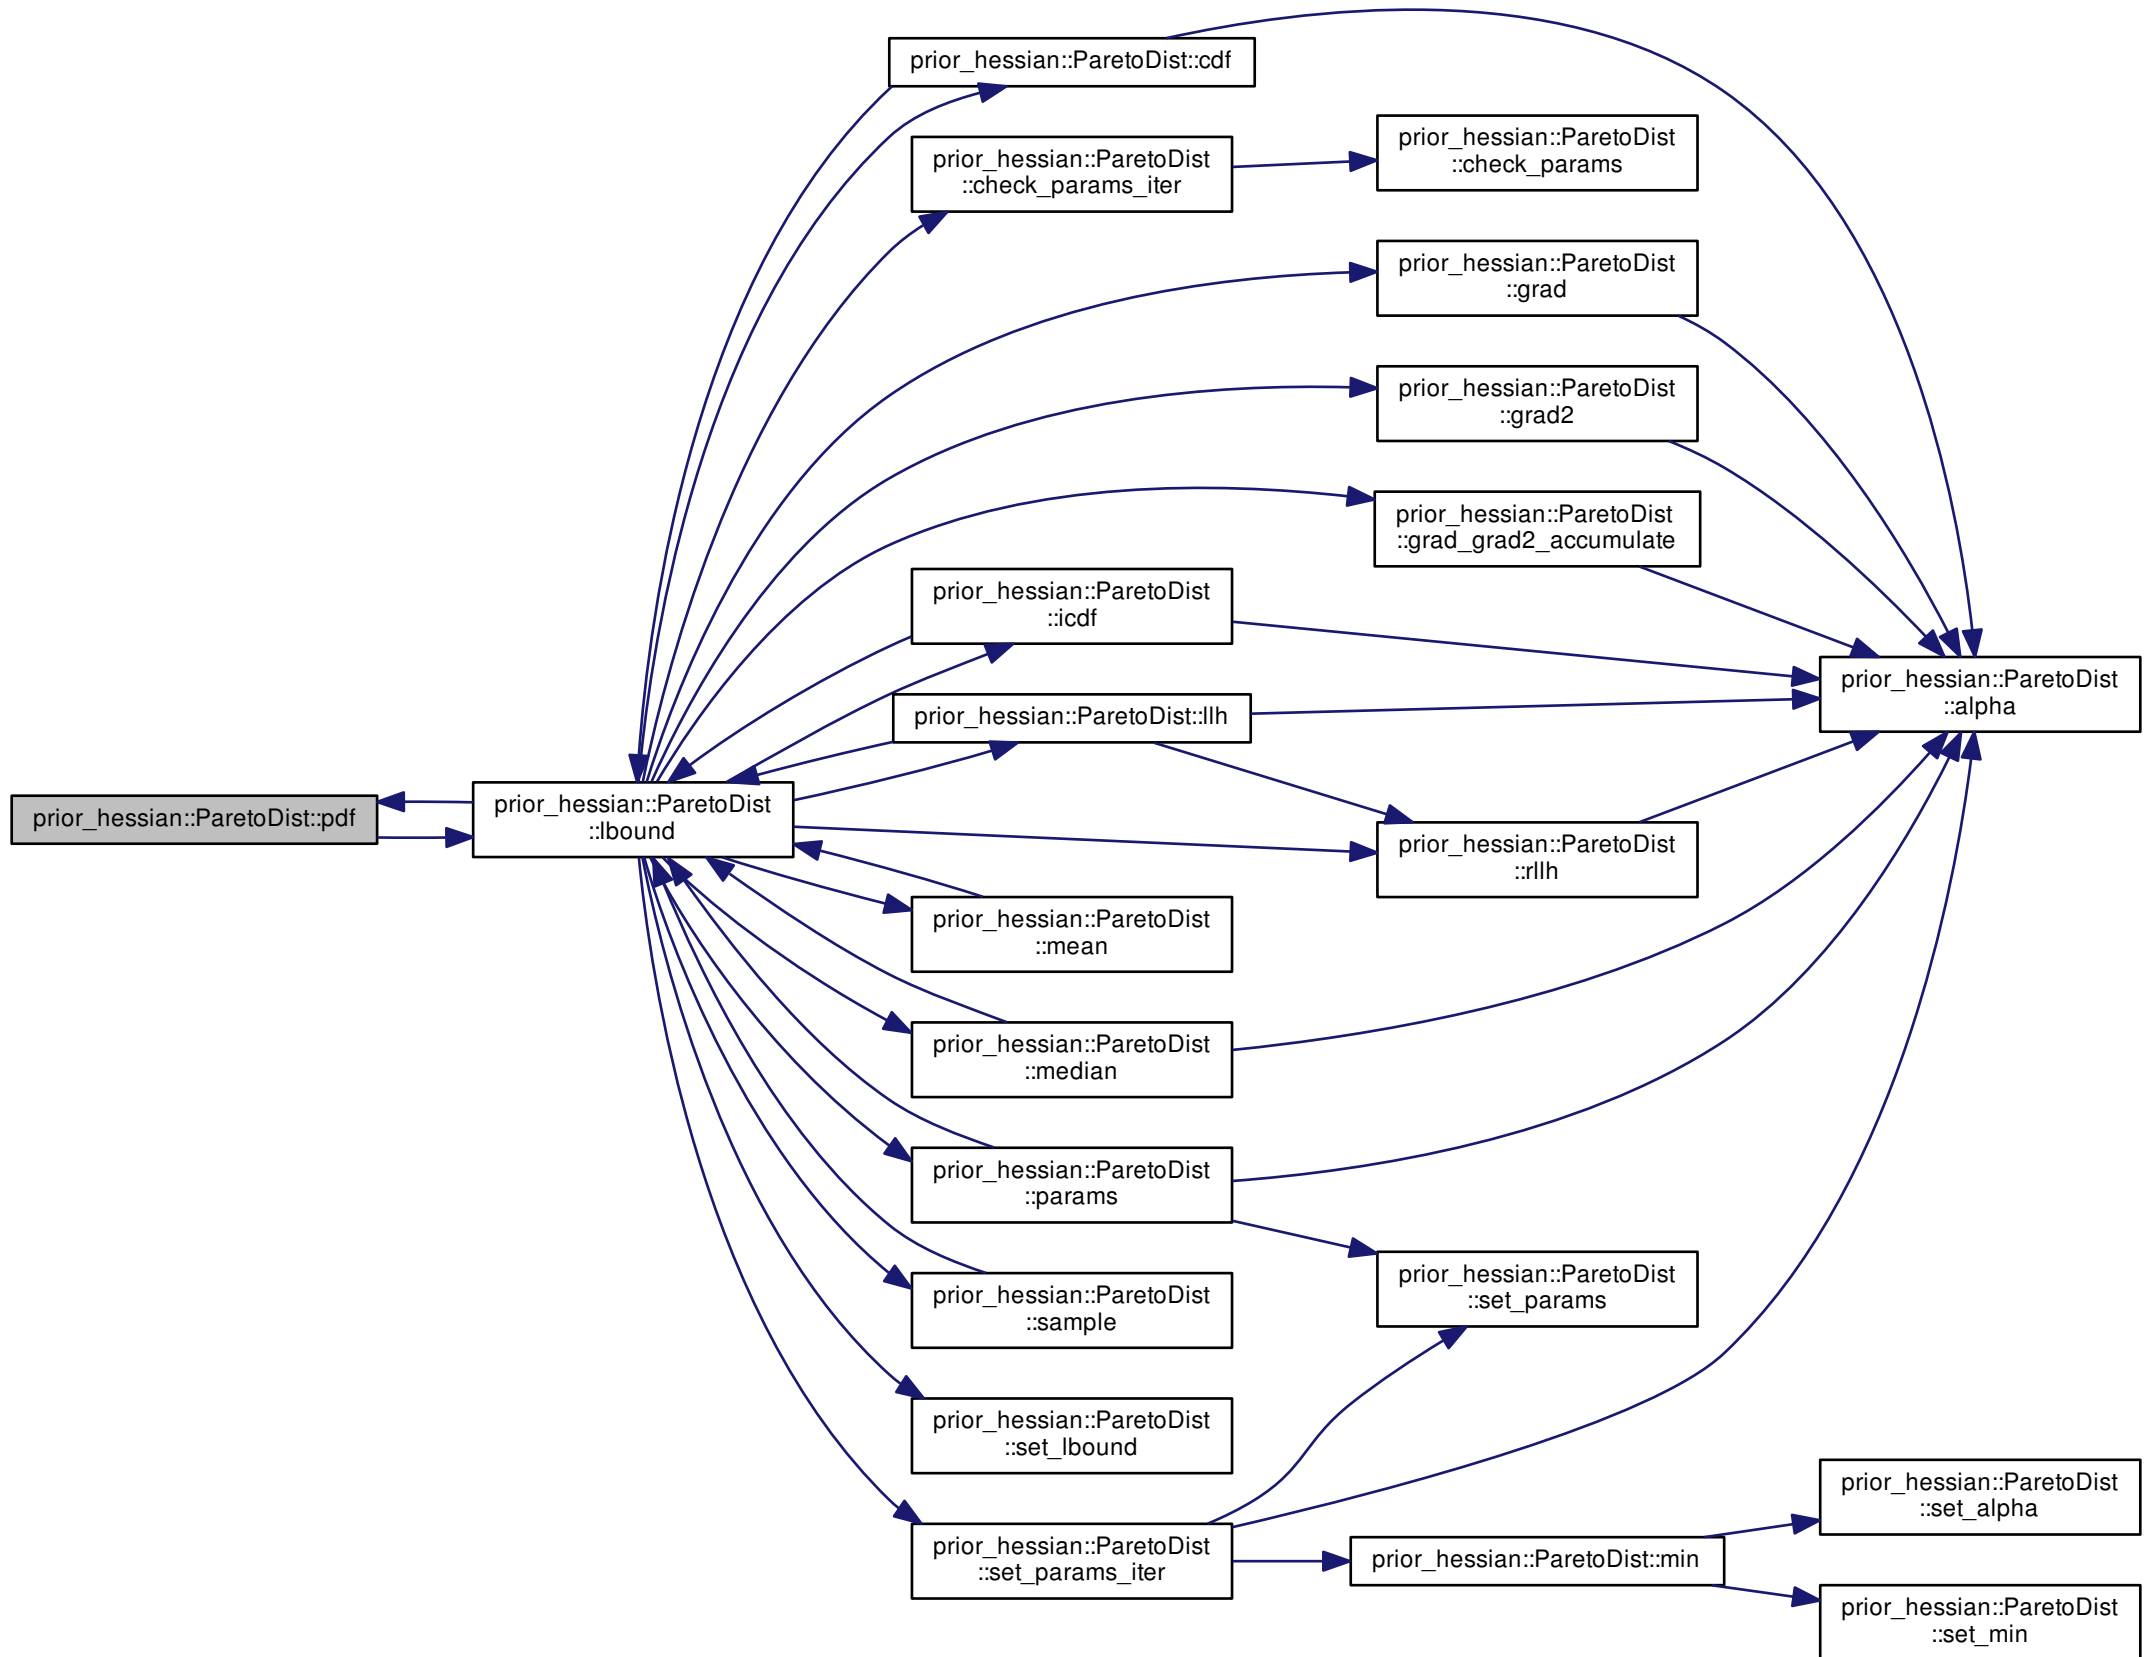 prior_hessian::ParetoDist::pdf
prior_hessian::ParetoDist
::lbound
prior_hessian::ParetoDist::cdf
prior_hessian::ParetoDist
::check_params_iter
prior_hessian::ParetoDist
::check_params
prior_hessian::ParetoDist
::grad
prior_hessian::ParetoDist
::grad2
prior_hessian::ParetoDist
::grad_grad2_accumulate
prior_hessian::ParetoDist
::icdf
prior_hessian::ParetoDist::llh
prior_hessian::ParetoDist
::alpha
prior_hessian::ParetoDist
::rllh
prior_hessian::ParetoDist
::mean
prior_hessian::ParetoDist
::median
prior_hessian::ParetoDist
::params
prior_hessian::ParetoDist
::set_params
prior_hessian::ParetoDist
::sample
prior_hessian::ParetoDist
::set_lbound
prior_hessian::ParetoDist
::set_params_iter
prior_hessian::ParetoDist::min
prior_hessian::ParetoDist
::set_alpha
prior_hessian::ParetoDist
::set_min